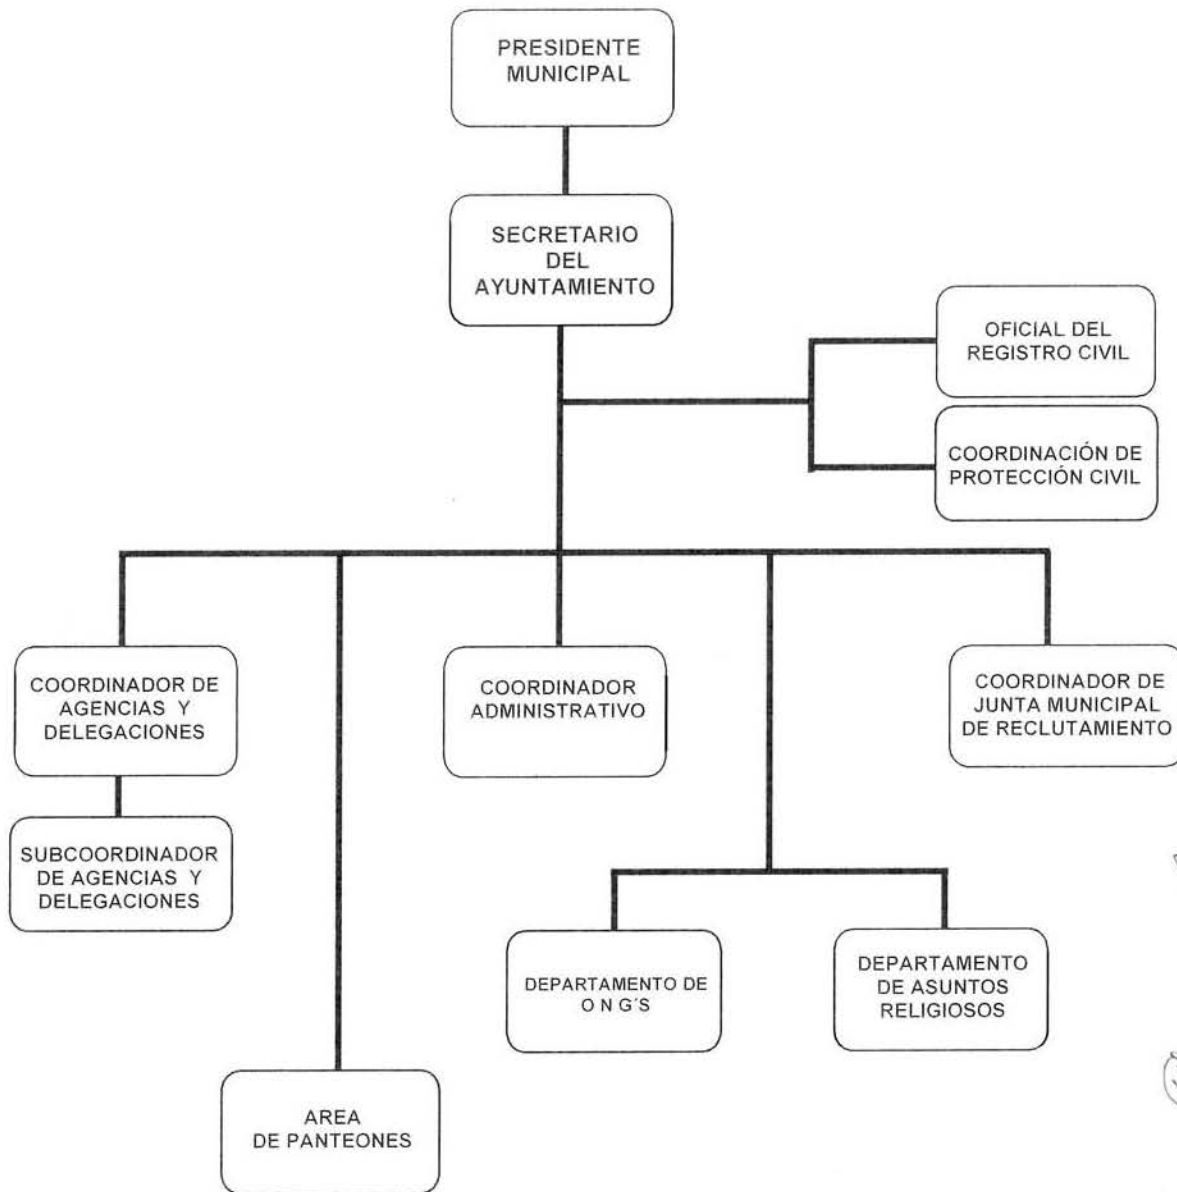 PRESIDENTE
MUNICIPAL
SECRETARIO
DEL
AYUNTAMIENTO
OFICIAL DEL
REGISTRO CIVIL
COORDINACIÓN DE
PROTECCIÓN CIVIL
COORDINADOR DE
AGENCIAS Y
DELEGACIONES
COORDINADOR
ADMINISTRATIVO
COORDINADOR DE
JUNTA MUNICIPAL
DE RECLUTAMIENTO
SUBCOORDINADOR
DE AGENCIAS Y
DELEGACIONES
DEPARTAMENTO DE
O N G´S
DEPARTAMENTO
DE ASUNTOS
RELIGIOSOS
AREA
DE PANTEONES